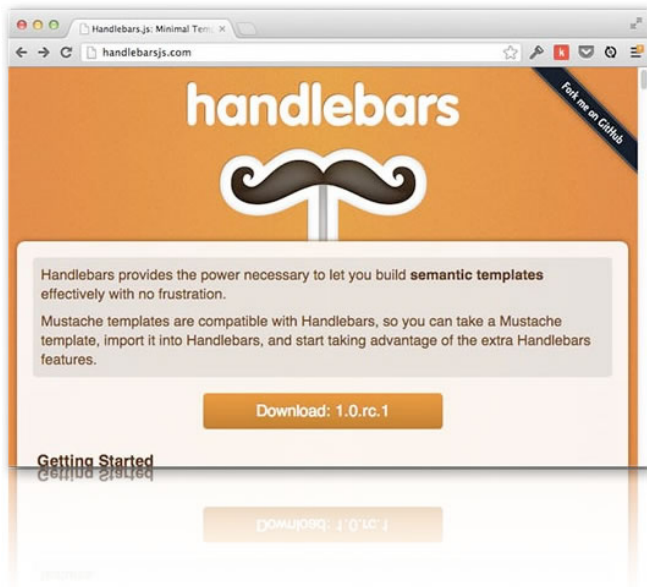 Handlebars.js: Minimal Tem
handlebarsjs.com
handlebars
Fork me on GitHub
Handlebars provides the power necessary to let you build semantic templates
effectively with no frustration.
Mustache templates are compatible with Handlebars, so you can take a Mustache
template, import it into Handlebars, and start taking advantage of the extra Handlebars
features.
Download: 1.0.rc.1
Getting Started